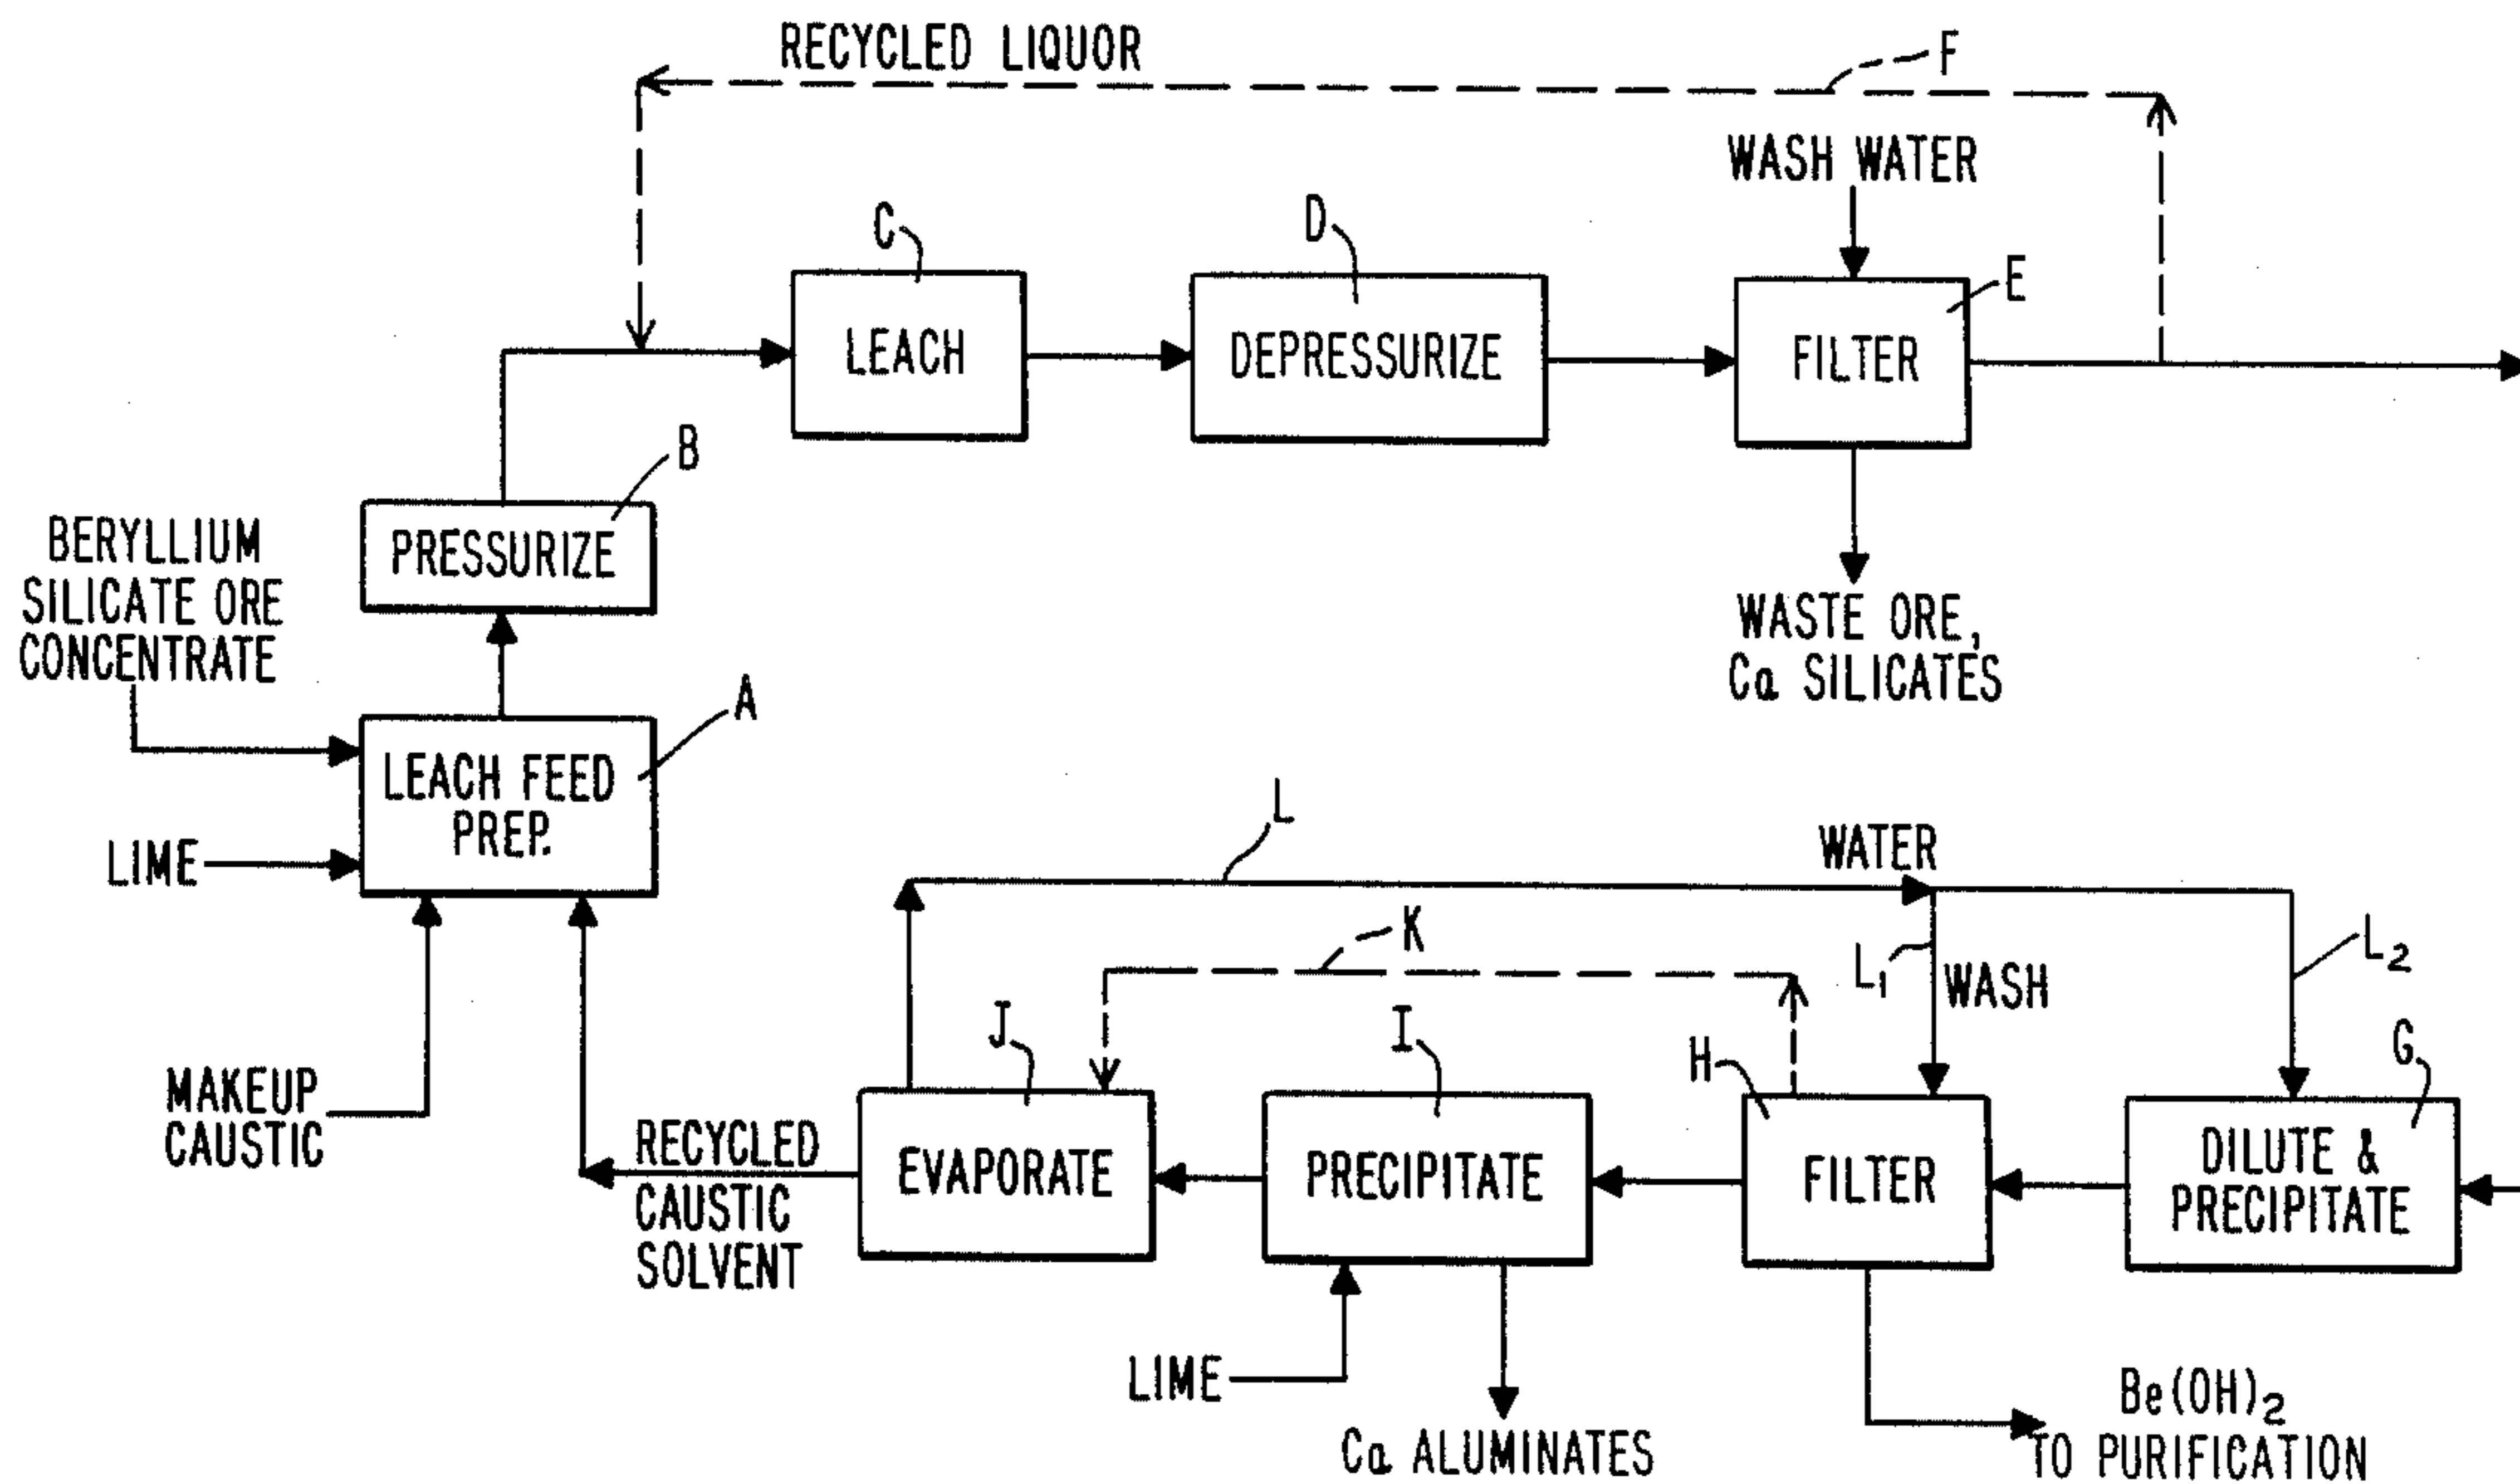 RECYCLED LIQUOR
F
WASH WATER
C
D
E
LEACH
DEPRESSURIZE
FILTER
B
PRESSURIZE
BERYLLIUM
SILICATE ORE
CONCENTRATE
WASTE ORE,
Ca SILICATES
A
LEACH FEED
PREP.
LIME
L
WATER
K
L1
WASH
L2
J
I
H
G
MAKEUP
CAUSTIC
RECYCLED
CAUSTIC
SOLVENT
EVAPORATE
PRECIPITATE
FILTER
DILUTE &
PRECIPITATE
LIME
Ca ALUMINATES
Be(OH)2
TO PURIFICATION